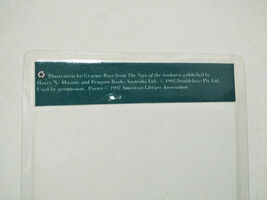 Illustration by Graeme Base from The Sign of the Seahorse published by
Harry N. Abrams and Penguin Books Australia Ltd. © 1992 Doublebase Pty. Ltd.
Used by permission. Poster © 1992 American Library Association.